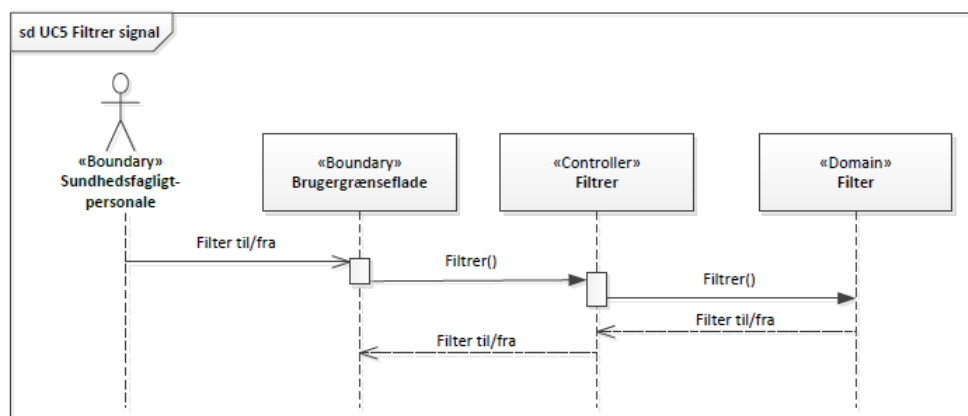 sd UC5 Filtrer signal
«Boundary»
Sundhedsfagligt-
personale
«Boundary»
Brugergrænseflade
«Controller»
Filtrer
«Domain»
Filter
Filter til/fra
Filtrer()
Filtrer()
Filter til/fra
Filter til/fra